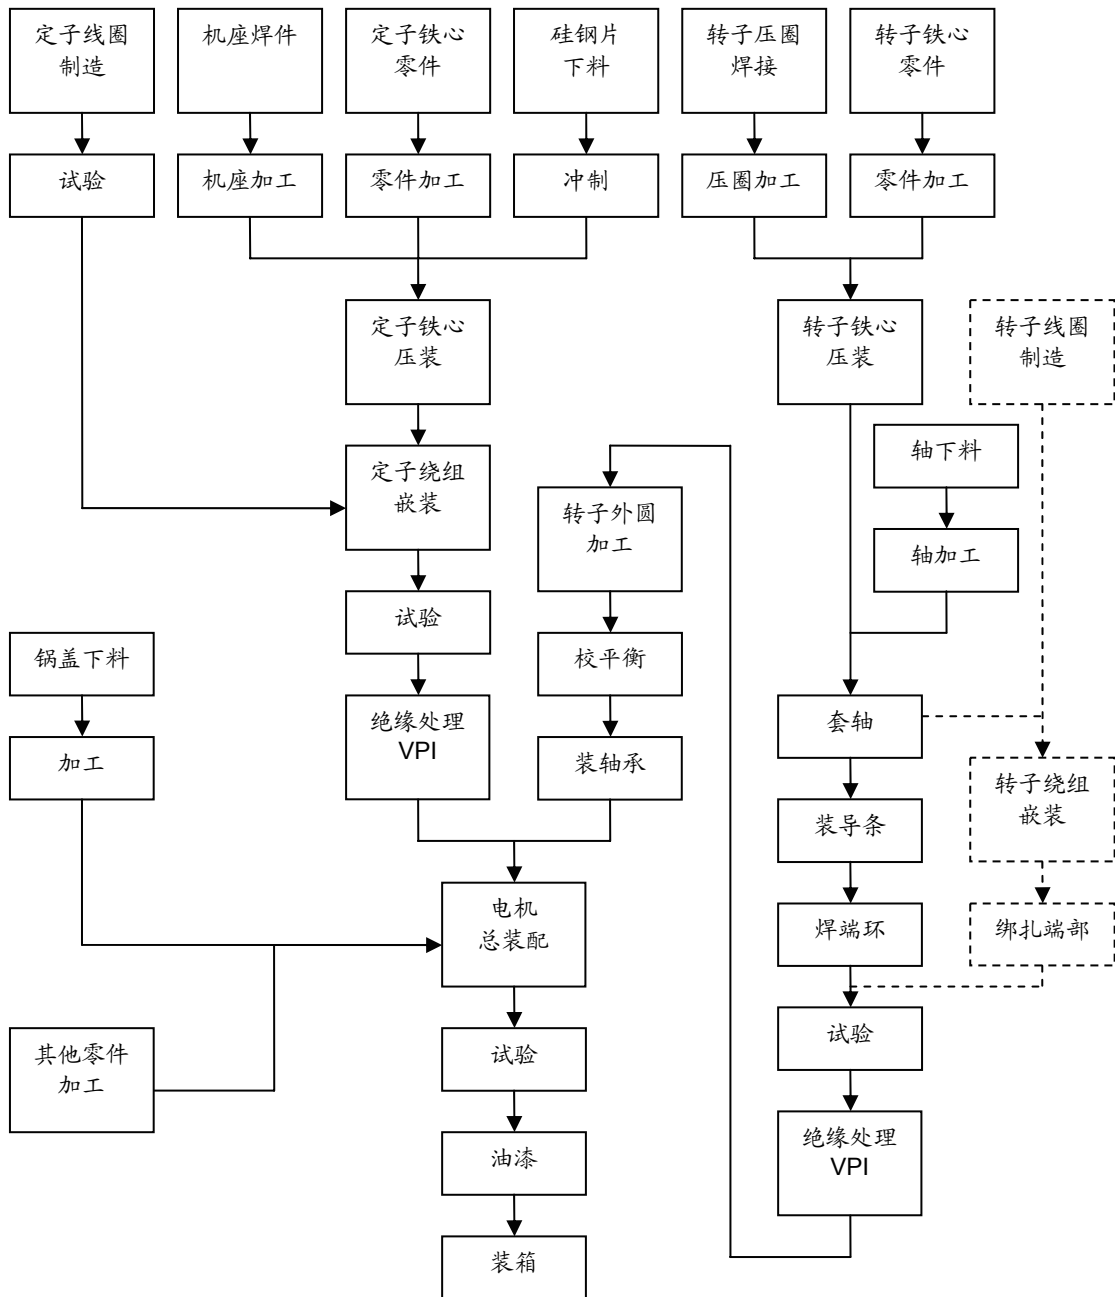 定子线圈
制造
机座焊件
定子铁心
零件
硅钢片
下料
转子压圈
焊接
转子铁心
零件
试验
机座加工
零件加工
冲制
压圈加工
零件加工
定子铁心
压装
转子铁心
压装
转子线圈
制造
轴下料
定子绕组
嵌装
转子外圆
加工
轴加工
试验
锅盖下料
校平衡
绝缘处理
VPI
套轴
加工
装轴承
转子绕组
嵌装
装导条
电机
总装配
焊端环
绑扎端部
试验
其他零件
加工
试验
绝缘处理
VPI
油漆
装箱